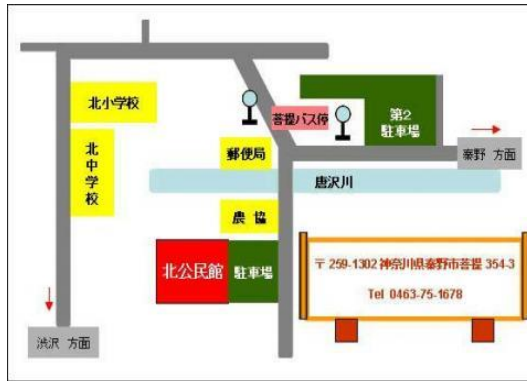 北小学校
北中学校
菩提バス停
第2
駐車場
郵便局
秦野 方面
唐沢川
農 協
北公民館
駐車場
〒259-1302 神奈川県秦野市菩提 354-3
Tel 0463-75-1678
渋沢 方面